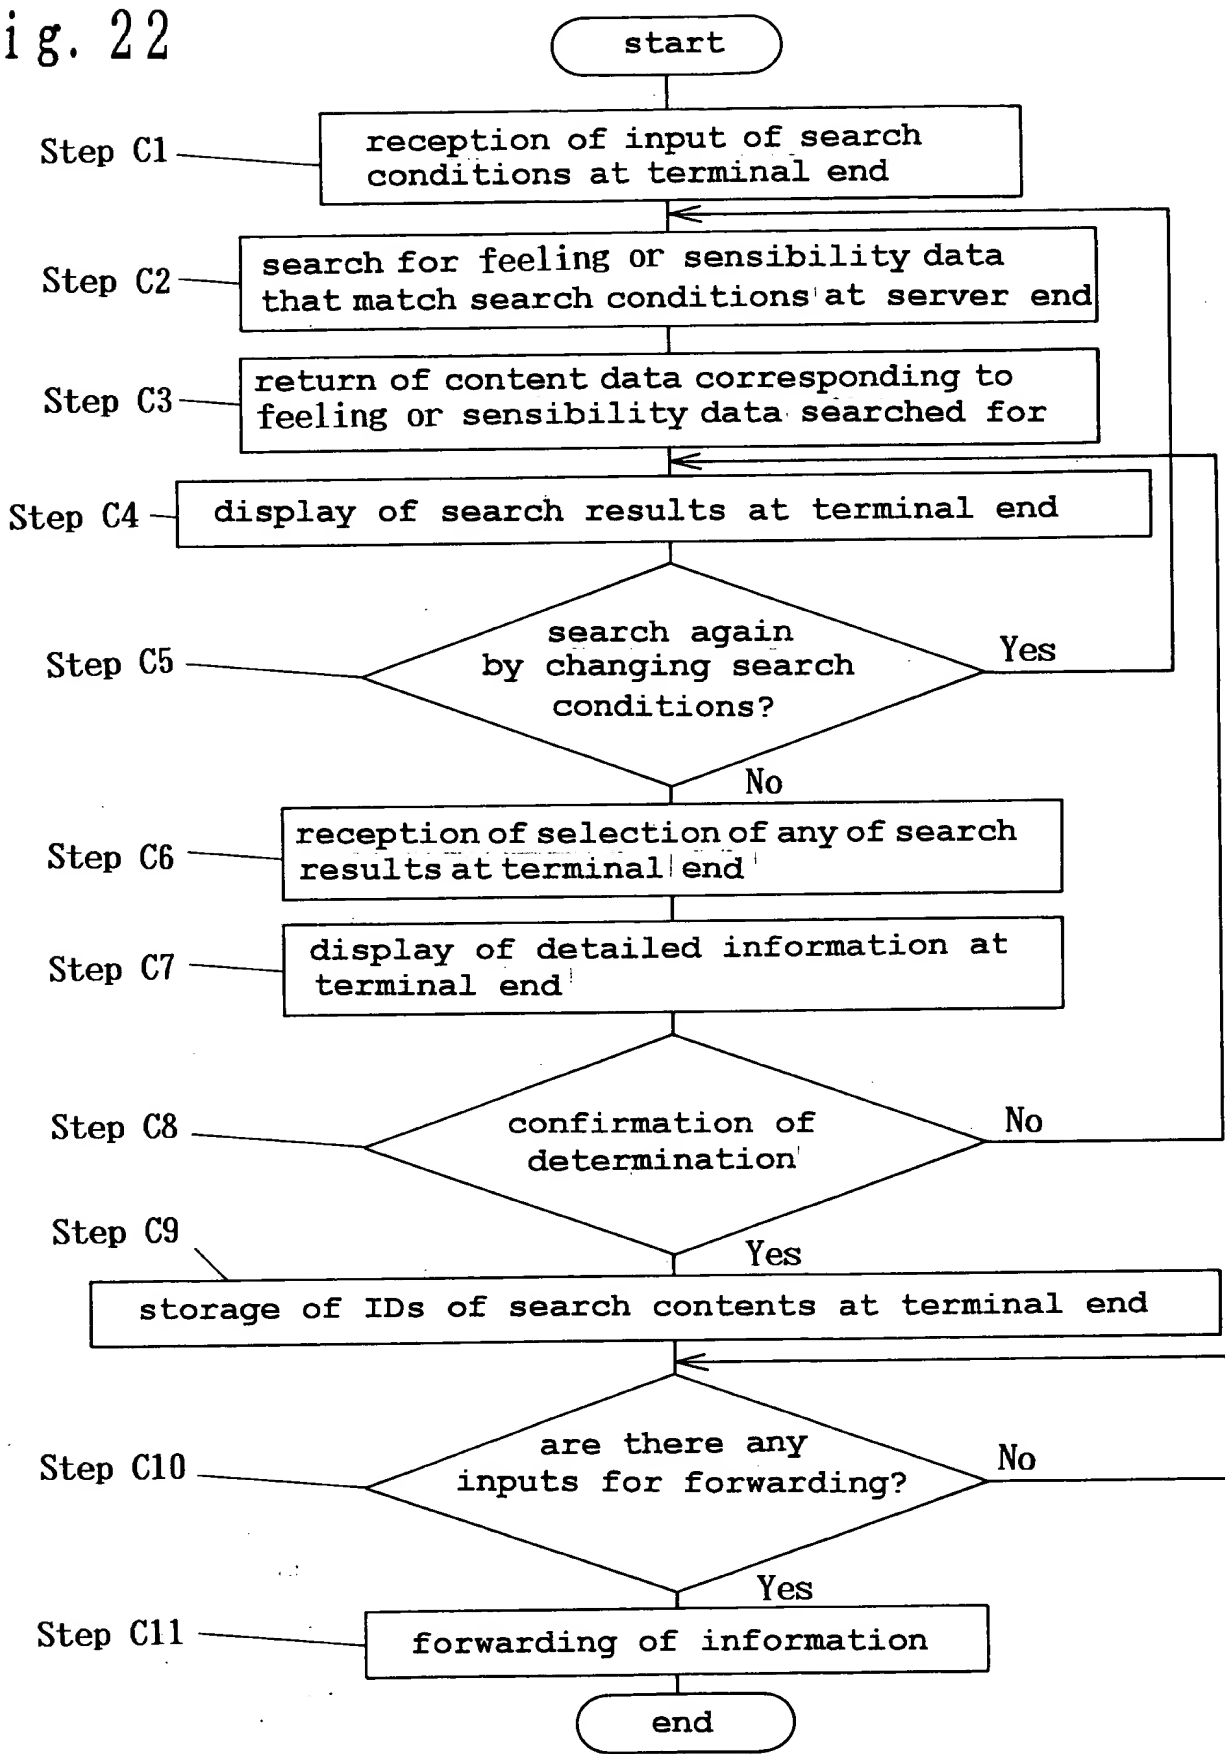 ig. 22
start
Step C1
reception of input of search
conditions at terminal end
Step C2
search for feeling or sensibility data
that match search conditions at server end
Step C3
return of content data corresponding to
feeling or sensibility data searched for
Step C4
display of search results at terminal end
Step C5
search again
by changing search
conditions?
Yes
No
Step C6
reception of selection of any of search
results at terminal end
Step C7
display of detailed information at
terminal end
Step C8
confirmation of
determination
No
Yes
Step C9
storage of IDs of search contents at terminal end
Step C10
are there any
inputs for forwarding?
No
Yes
Step C11
forwarding of information
end